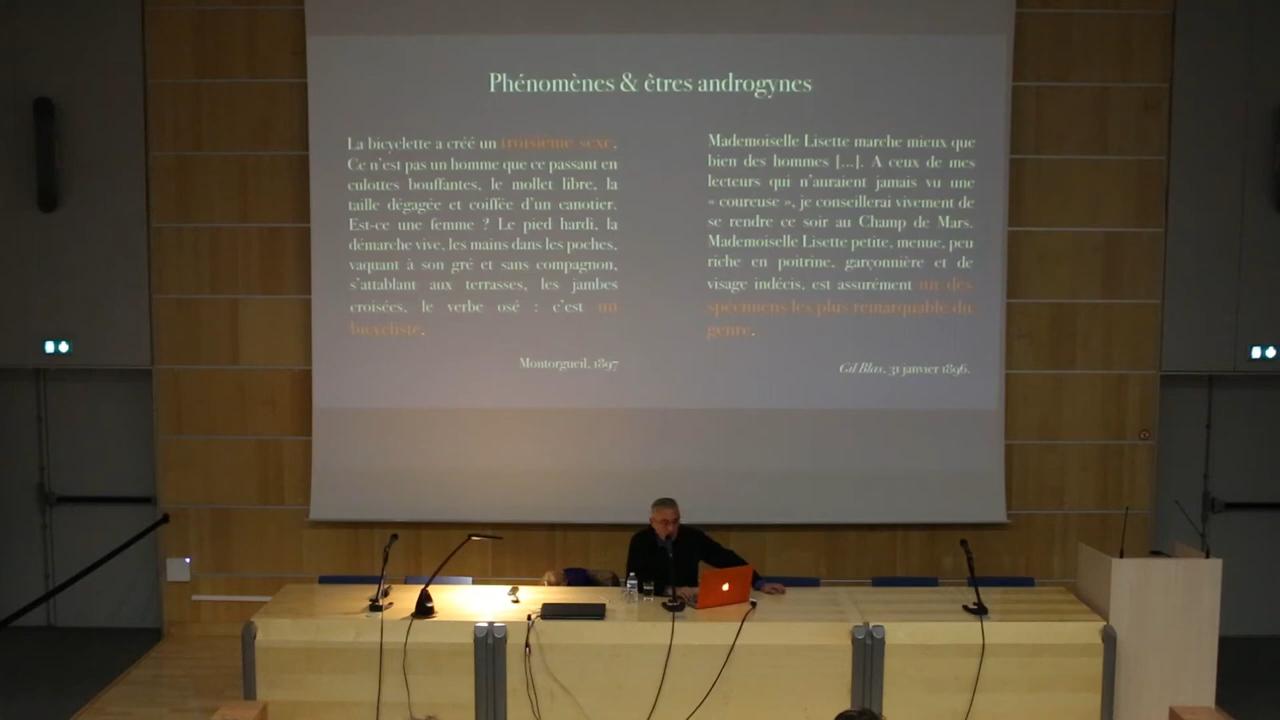 Phénomènes & êtres androgynes
La bicyclette a créé un troisième sexe.
Ce n'est pas un homme que ce passant en
culottes bouffantes, le mollet libre, la
taille dégagée et coiffée d'un canotier.
Est-ce une femme ? Le pied hardi, la
démarche vive, les mains dans les poches,
vaquant à son gré et sans compagnon,
s'attablant aux terrasses, les jambes
croisées, le verbe osé : c'est un
bicycliste.
Montorgueil, 1897
Mademoiselle Lisette marche mieux que
bien des hommes [...]. A ceux de mes
lecteurs qui n'auraient jamais vu une
« coureuse », je conseillerai vivement de
se rendre ce soir au Champ de Mars.
Mademoiselle Lisette petite, menue, peu
riche en poitrine, garçonnière et de
visage indécis, est assurément un des
spécimens les plus remarquable du
genre.
Gil Blas, 31 janvier 1896.